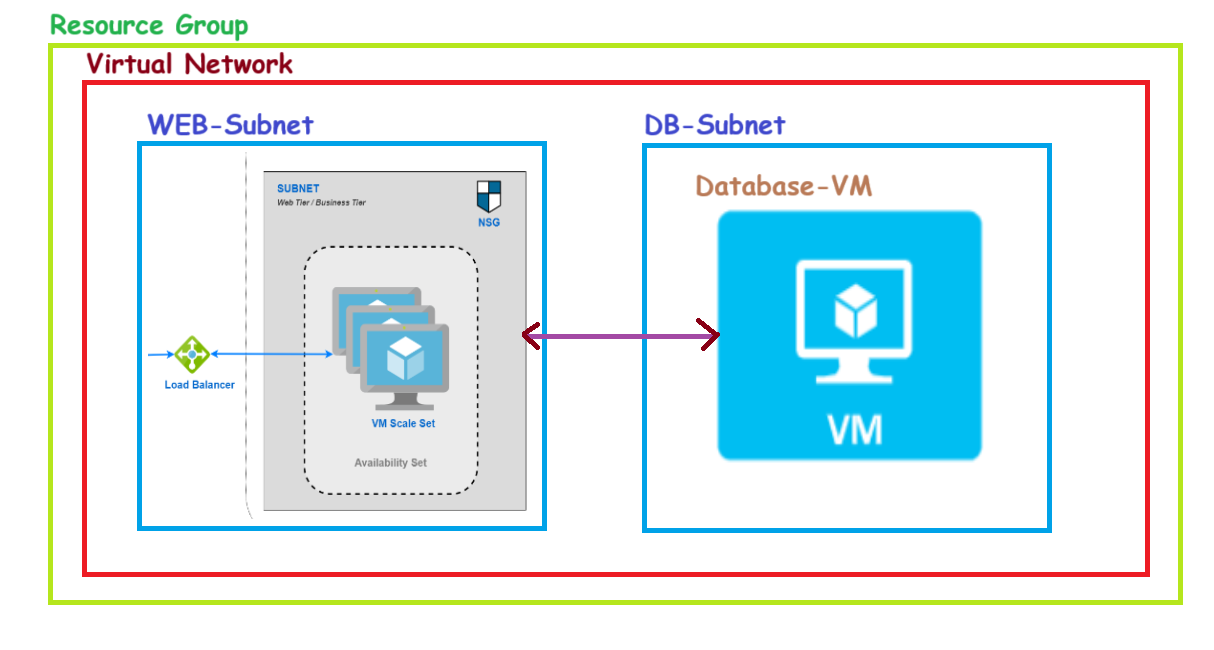 Resource Group
Virtual Network
WEB-Subnet
DB-Subnet
SUBNET
Web Tier / Business Tier
NSG
Load Balancer
VM Scale Set
Availability Set
Database-VM
VM